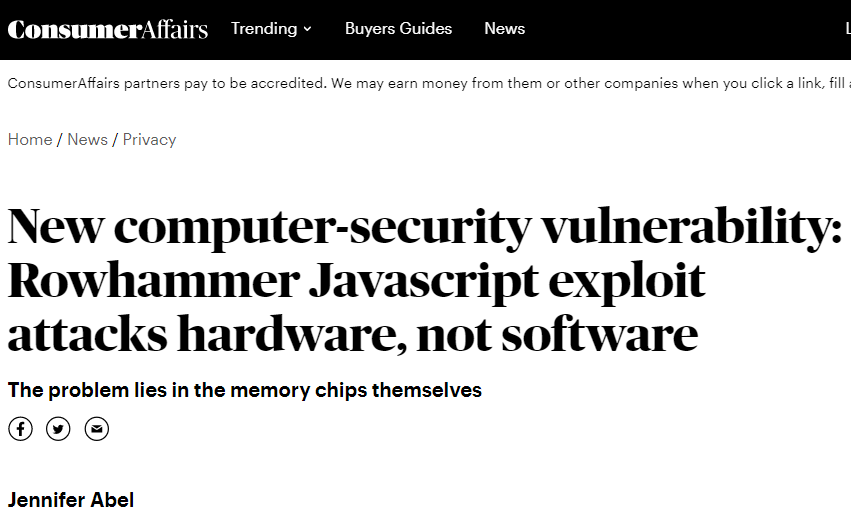 ConsumerAffairs Trending Buyers Guides News L
ConsumerAffairs partners pay to be accredited. We may earn money from them or other companies when you click a link, fill a
Home / News / Privacy
New computer-security vulnerability:
Rowhammer Javascript exploit
attacks hardware, not software
The problem lies in the memory chips themselves
Jennifer Abel